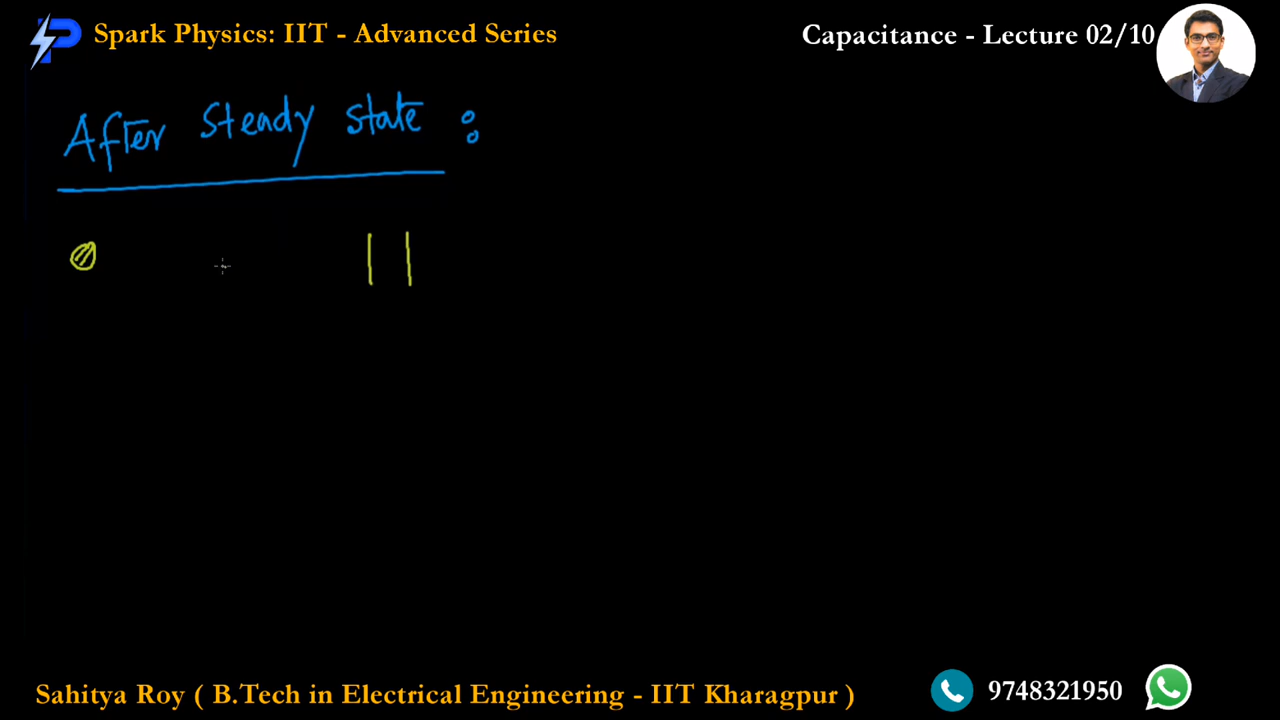 Spark Physics: IIT - Advanced Series
Capacitance - Lecture 02/10
After steady state :
Sahitya Roy ( B.Tech in Electrical Engineering - IIT Kharagpur )
9748321950